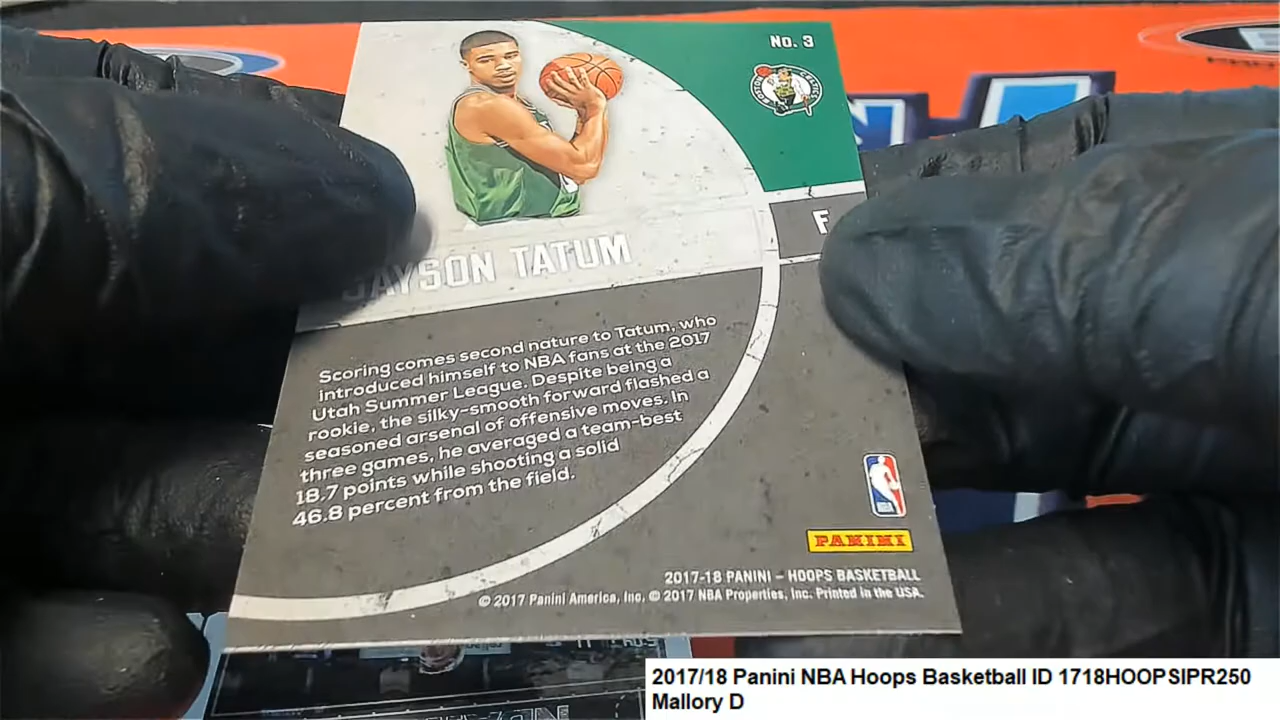 No. 3
BOSTON CELTICS
F
JAYSON TATUM
Scoring comes second nature to Tatum, who
introduced himself to NBA fans at the 2017
Utah Summer League. Despite being a
rookie, the silky-smooth forward flashed a
seasoned arsenal of offensive moves. In
three games, he averaged a team-best
18.7 points while shooting a solid
46.8 percent from the field.
PANINI
2017-18 PANINI – HOOPS BASKETBALL
© 2017 Panini America, Inc. © 2017 NBA Properties, Inc. Printed in the USA.
2017/18 Panini NBA Hoops Basketball ID 1718HOOPSIPR250
Mallory D